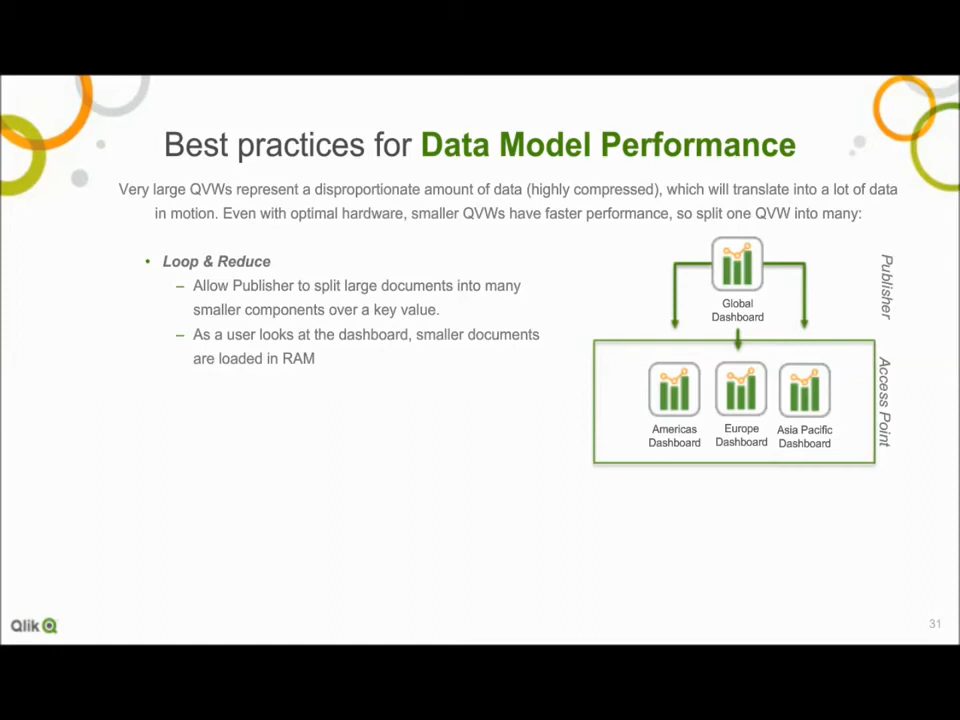 Best practices for Data Model Performance
Very large QVWs represent a disproportionate amount of data (highly compressed), which will translate into a lot of data
in motion. Even with optimal hardware, smaller QVWs have faster performance, so split one QVW into many:
• Loop & Reduce
– Allow Publisher to split large documents into many
smaller components over a key value.
– As a user looks at the dashboard, smaller documents
are loaded in RAM
Global
Dashboard
Publisher
Americas
Dashboard
Europe
Dashboard
Asia Pacific
Dashboard
Access Point
Qlik
31